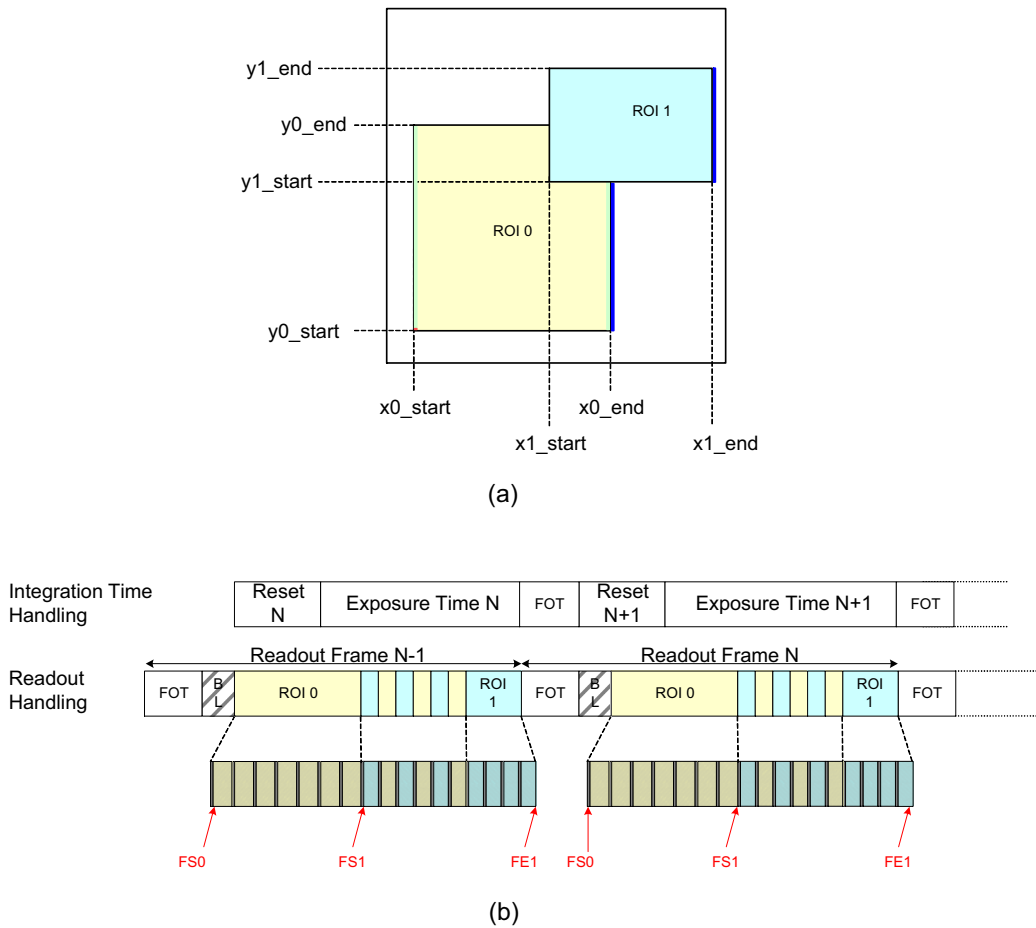 y1_end
ROI 1
y0_end
y1_start
ROI 0
y0_start
x0_start
x0_end
x1_start
x1_end
(a)
Integration Time
Handling
Reset
N
Exposure Time N
FOT
Reset
N+1
Exposure Time N+1
FOT
Readout Frame N-1
Readout Frame N
Readout
Handling
FOT
B
L
ROI 0
ROI
1
FOT
B
L
ROI 0
ROI
1
FOT
FS0
FS1
FE1
FS0
FS1
FE1
(b)